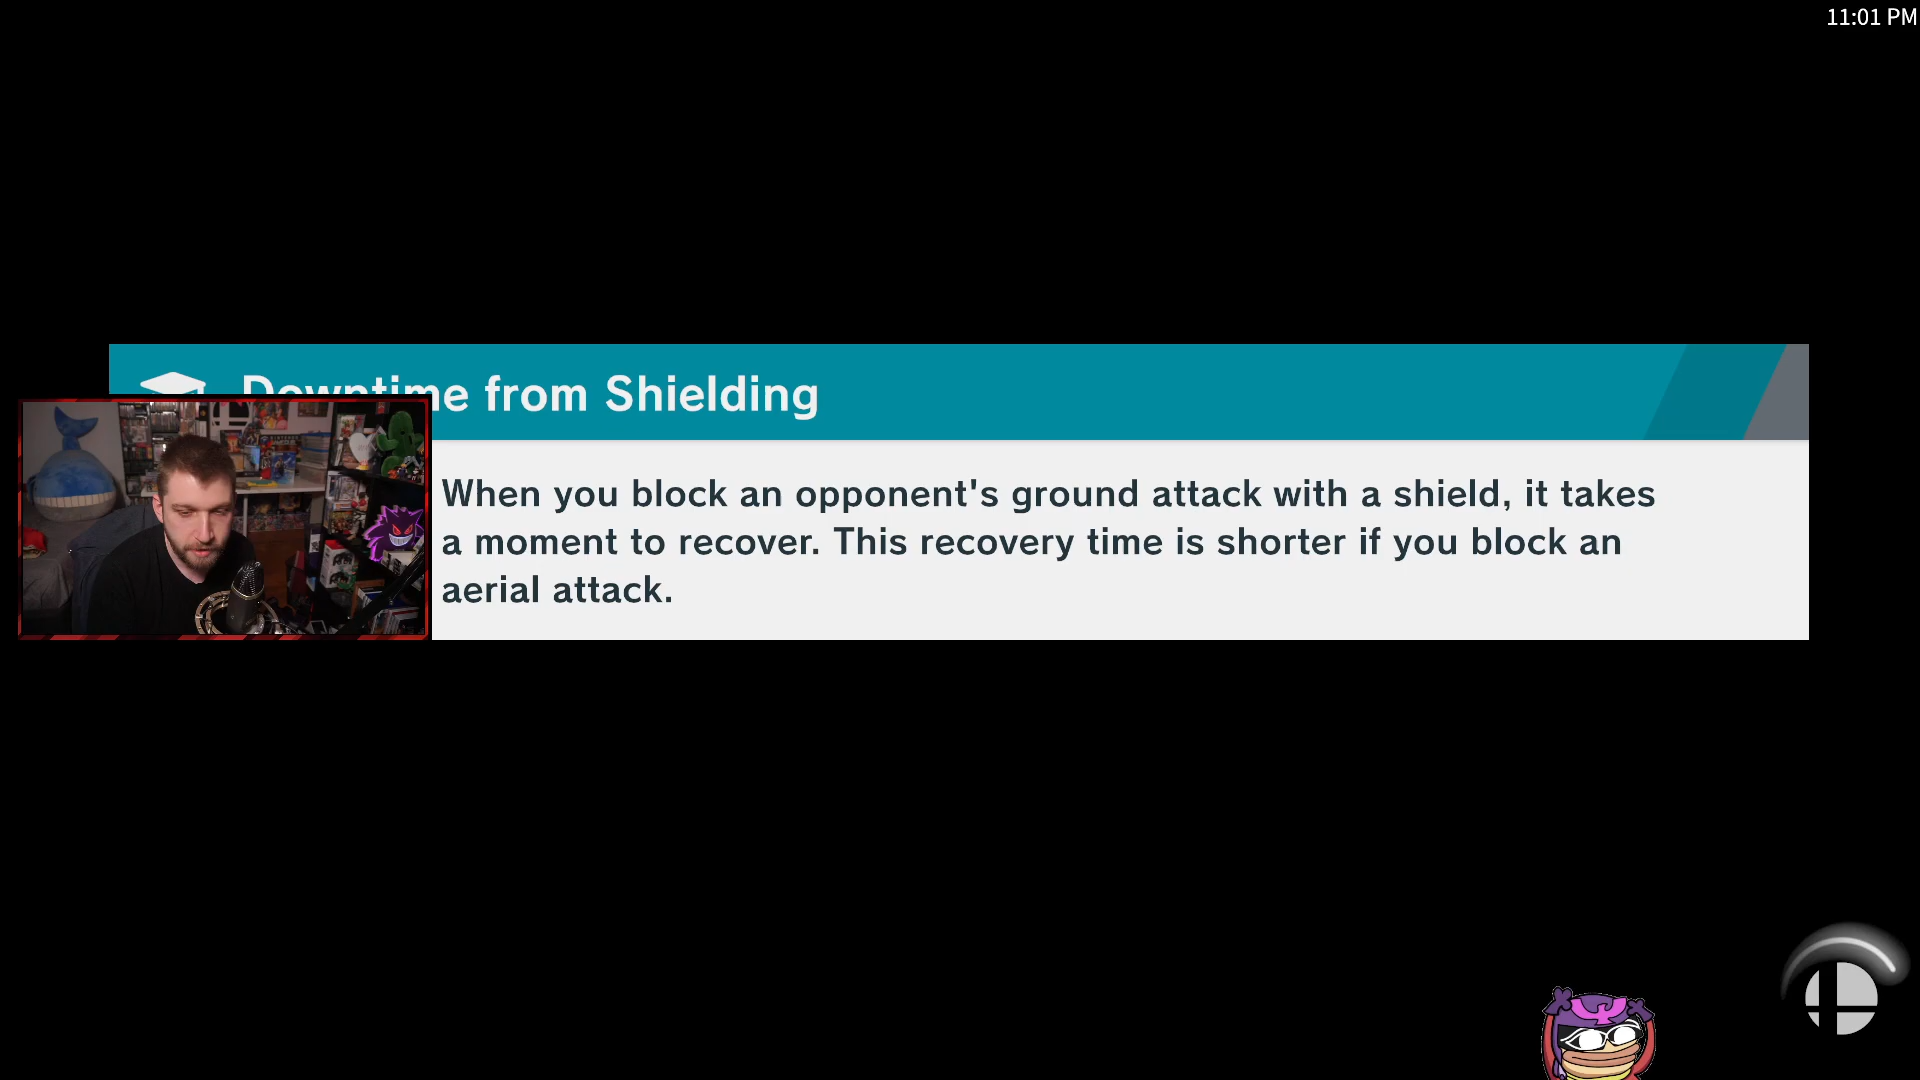 11:01 PM
Downtime from Shielding
When you block an opponent's ground attack with a shield, it takes
a moment to recover. This recovery time is shorter if you block an
aerial attack.